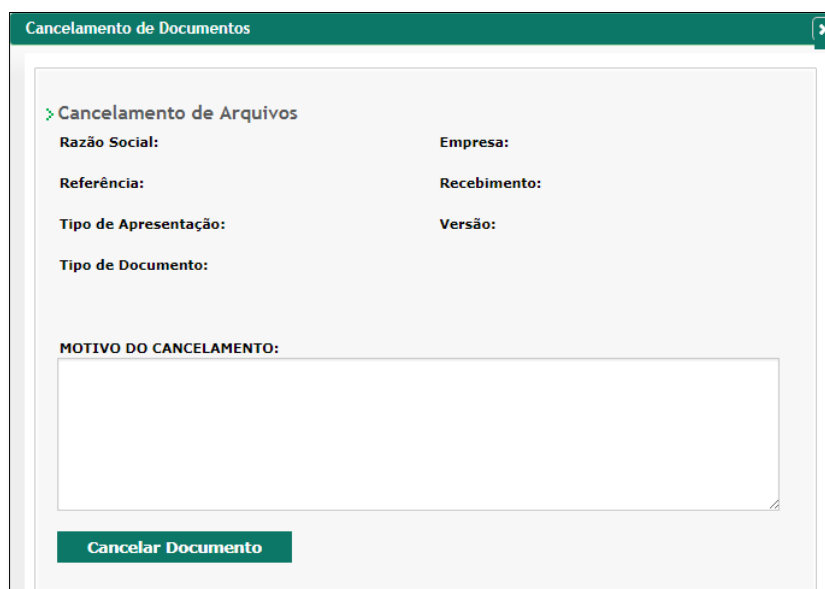 Cancelamento de Documentos
Cancelamento de Arquivos
Razão Social: Empresa:
Referência: Recebimento:
Tipo de Apresentação: Versão:
Tipo de Documento:
MOTIVO DO CANCELAMENTO:
Cancelar Documento